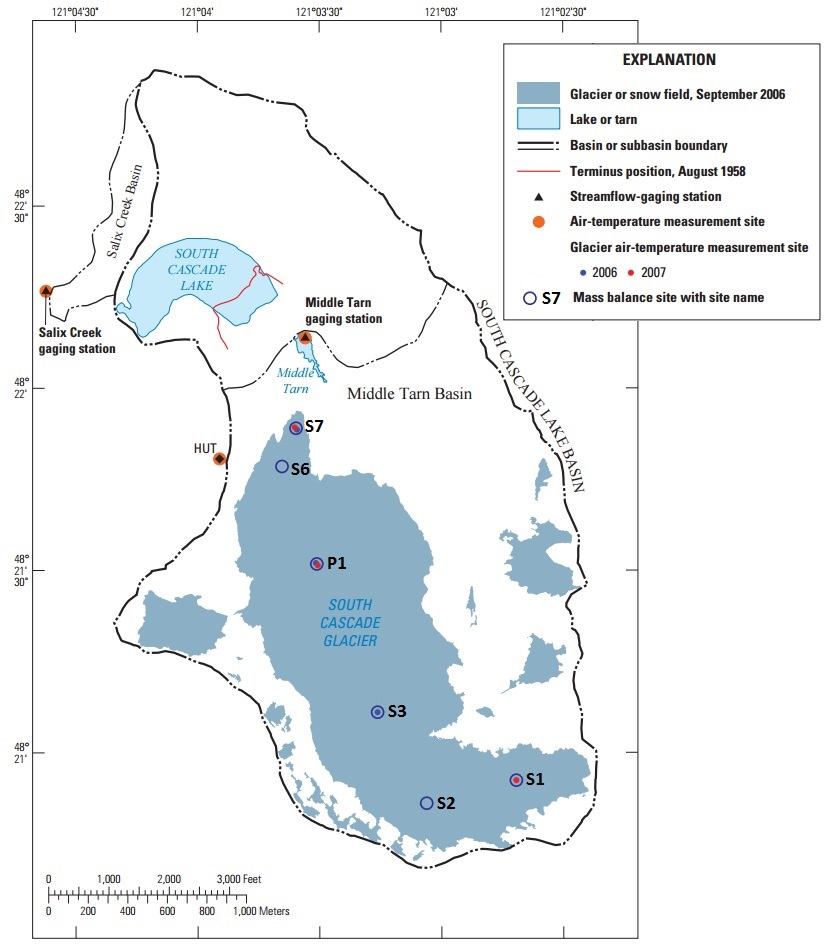 121°04'30"
121°04'
121°03'30"
121°03'
121°02'30"
EXPLANATION
Glacier or snow field, September 2006
Lake or tarn
Basin or subbasin boundary
Terminus position, August 1958
Streamflow-gaging station
Air-temperature measurement site
Glacier air-temperature measurement site
2006 2007
S7 Mass balance site with site name
48°
22'
30"
Salix Creek Basin
SOUTH
CASCADE
LAKE
Salix Creek
gaging station
Middle Tarn
gaging station
SOUTH CASCADE LAKE BASIN
48°
22'
Middle
Tarn
Middle Tarn Basin
S7
HUT
S6
48°
21'
30"
P1
SOUTH
CASCADE
GLACIER
S3
48°
21'
S1
S2
0 1,000 2,000 3,000 Feet
0 200 400 600 800 1,000 Meters